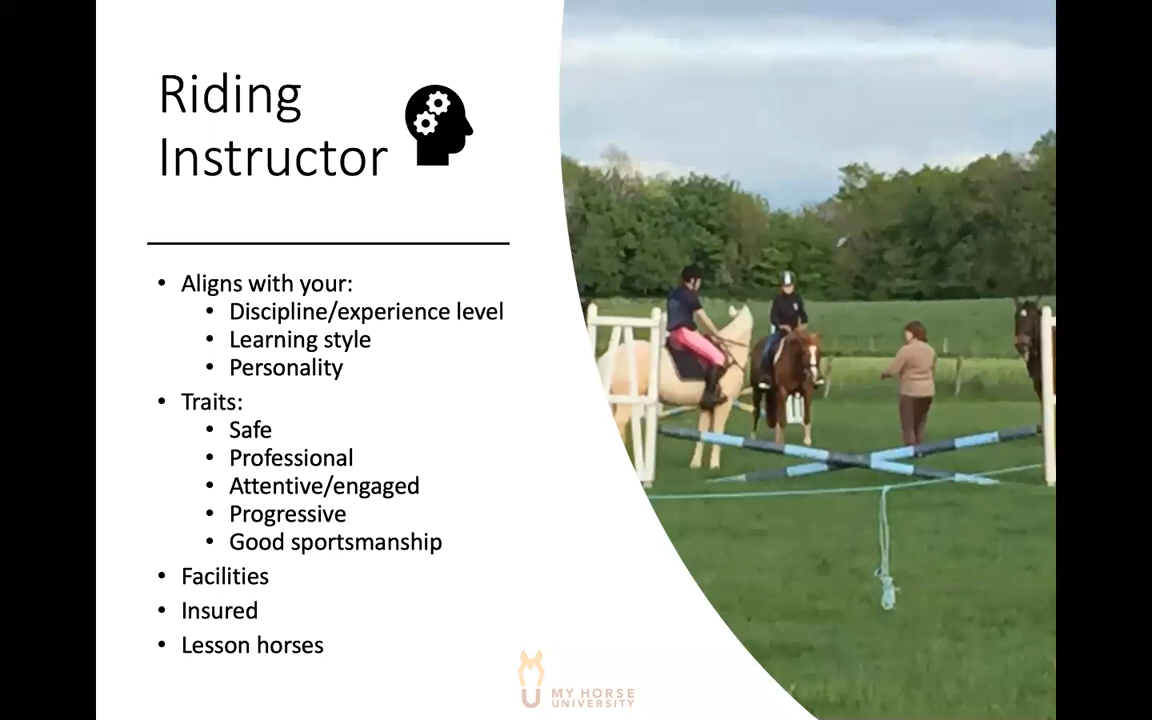 Riding
Instructor
• Aligns with your:
• Discipline/experience level
• Learning style
• Personality
• Traits:
• Safe
• Professional
• Attentive/engaged
• Progressive
• Good sportsmanship
• Facilities
• Insured
• Lesson horses
MY HORSE
UNIVERSITY